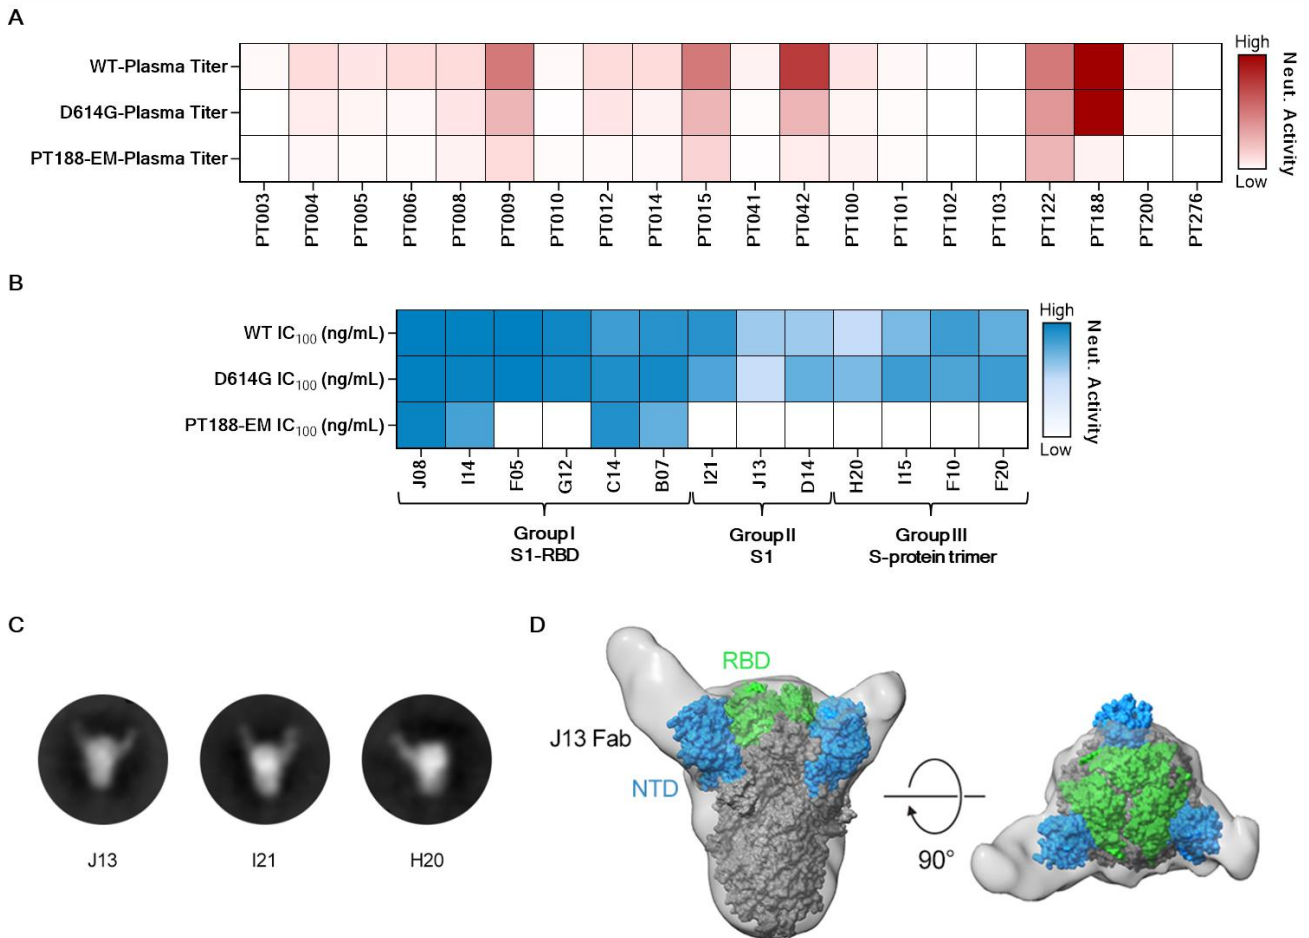 A
High
WT-Plasma Titer
D614G-Plasma Titer
PT188-EM-Plasma Titer
Low
Neut. Activity
PT003
PT004
PT005
PT006
PT008
PT009
PT010
PT012
PT014
PT015
PT041
PT042
PT100
PT101
PT102
PT103
PT122
PT188
PT200
PT276
B
High
WT IC100 (ng/mL)
D614G IC100 (ng/mL)
PT188-EM IC100 (ng/mL)
Low
Neut. Activity
J08
I14
F05
G12
C14
B07
I21
J13
D14
H20
I15
F10
F20
Group I
S1-RBD
Group II
S1
Group III
S-protein trimer
C
J13
I21
H20
D
RBD
J13 Fab
NTD
90°